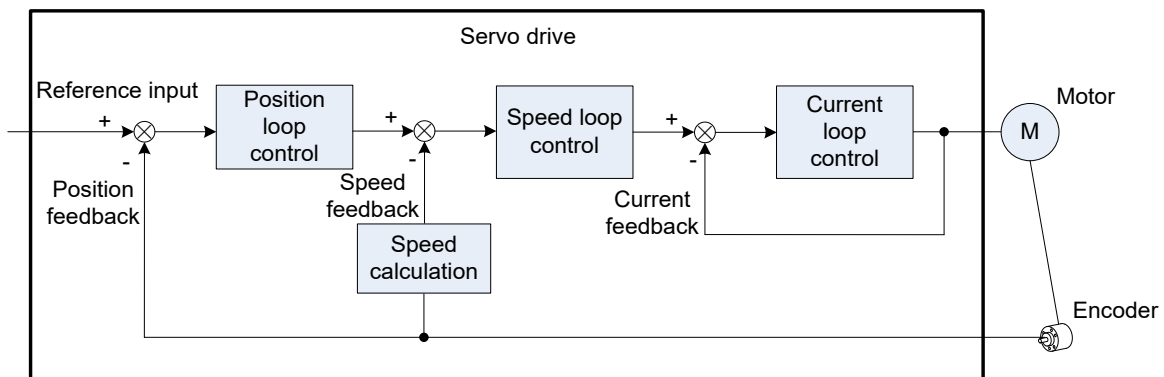 Servo drive
Reference input
+
-
Position
feedback
Position
loop
control
+
-
Speed
feedback
Speed
calculation
Speed loop
control
+
-
Current
feedback
Current
loop
control
Motor
M
Encoder